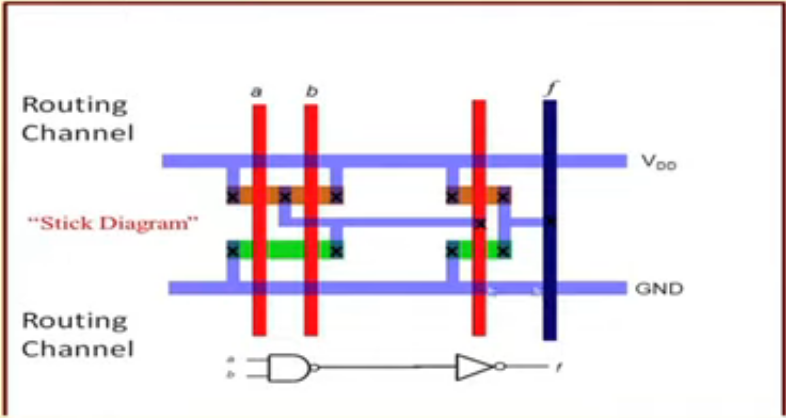 a b f
Routing
Channel
VDD
"Stick Diagram"
GND
Routing
Channel
a
b
f